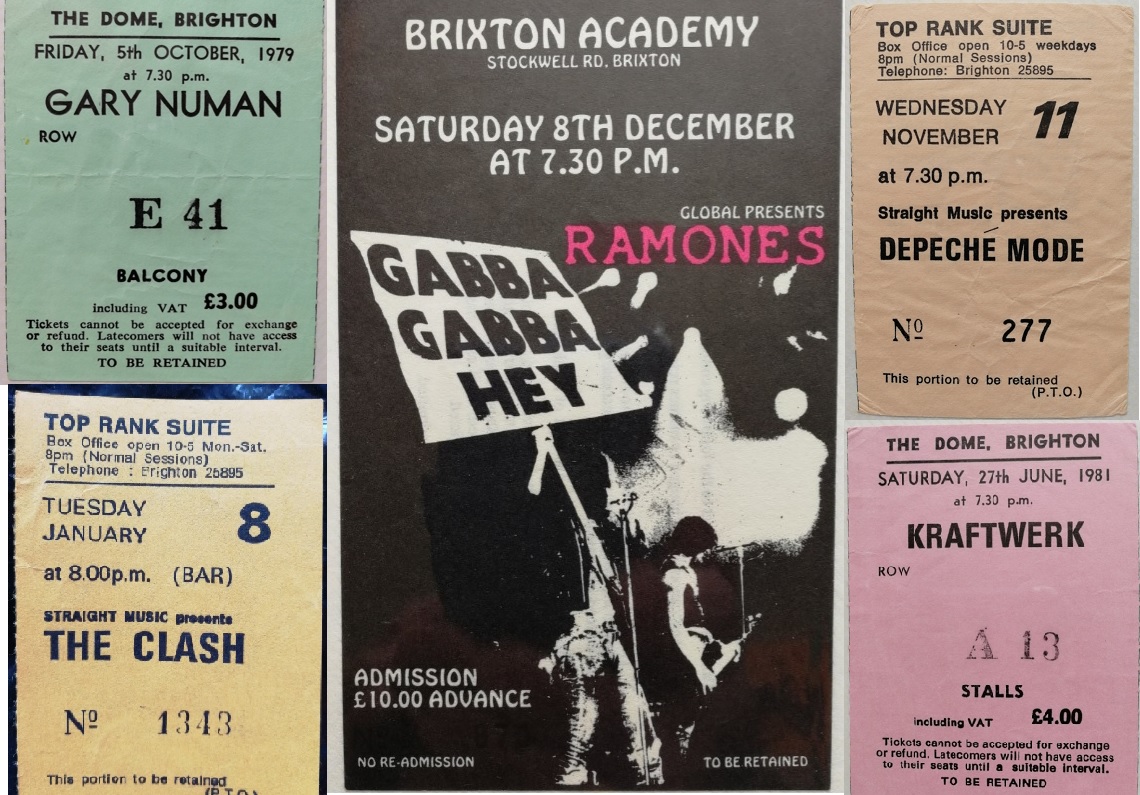 THE DOME, BRIGHTON
FRIDAY, 5th OCTOBER, 1979
at 7.30 p.m.
GARY NUMAN
ROW
E 41
BALCONY
including VAT £3.00
Tickets cannot be accepted for exchange
or refund. Latecomers will not have access
to their seats until a suitable interval.
TO BE RETAINED
TOP RANK SUITE
Box Office open 10-5 Mon.-Sat.
8pm (Normal Sessions)
Telephone : Brighton 25895
TUESDAY
JANUARY 8
at 8.00p.m. (BAR)
STRAIGHT MUSIC presents
THE CLASH
Nº 1343
This portion to be retained
(P.T.O.)
BRIXTON ACADEMY
STOCKWELL RD. BRIXTON
SATURDAY 8TH DECEMBER
AT 7.30 P.M.
GLOBAL PRESENTS
RAMONES
GABBA
GABBA
HEY
ADMISSION
£10.00 ADVANCE
NO RE-ADMISSION TO BE RETAINED
TOP RANK SUITE
Box Office open 10-5 weekdays
8pm (Normal Sessions)
Telephone: Brighton 25895
WEDNESDAY
NOVEMBER 11
at 7.30 p.m.
Straight Music presents
DEPECHE MODE
Nº 277
This portion to be retained
(P.T.O.)
THE DOME, BRIGHTON
SATURDAY, 27th JUNE, 1981
at 7.30 p.m.
KRAFTWERK
ROW
A 13
STALLS
including VAT £4.00
Tickets cannot be accepted for exchange
or refund. Latecomers will not have access
to their seats until a suitable interval.
TO BE RETAINED